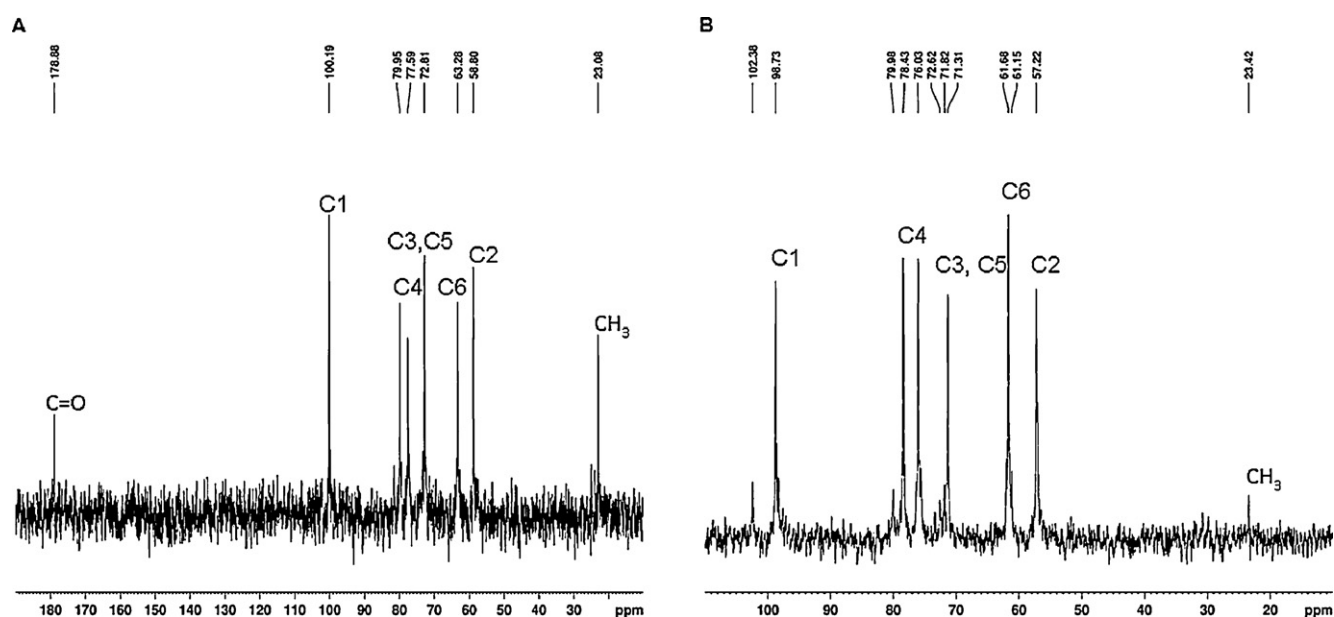 A
178.88
100.19
79.95
77.59
72.81
63.28
58.80
23.08
C1
C3,C5
C2
C4
C6
CH₃
C=O
180 170 160 150 140 130 120 110 100 90 80 70 60 50 40 30 ppm
B
102.38
98.73
79.98
78.43
76.03
72.62
71.82
71.31
61.68
61.15
57.22
23.42
C6
C4
C1
C3, C5
C2
CH₃
100 90 80 70 60 50 40 30 20 ppm